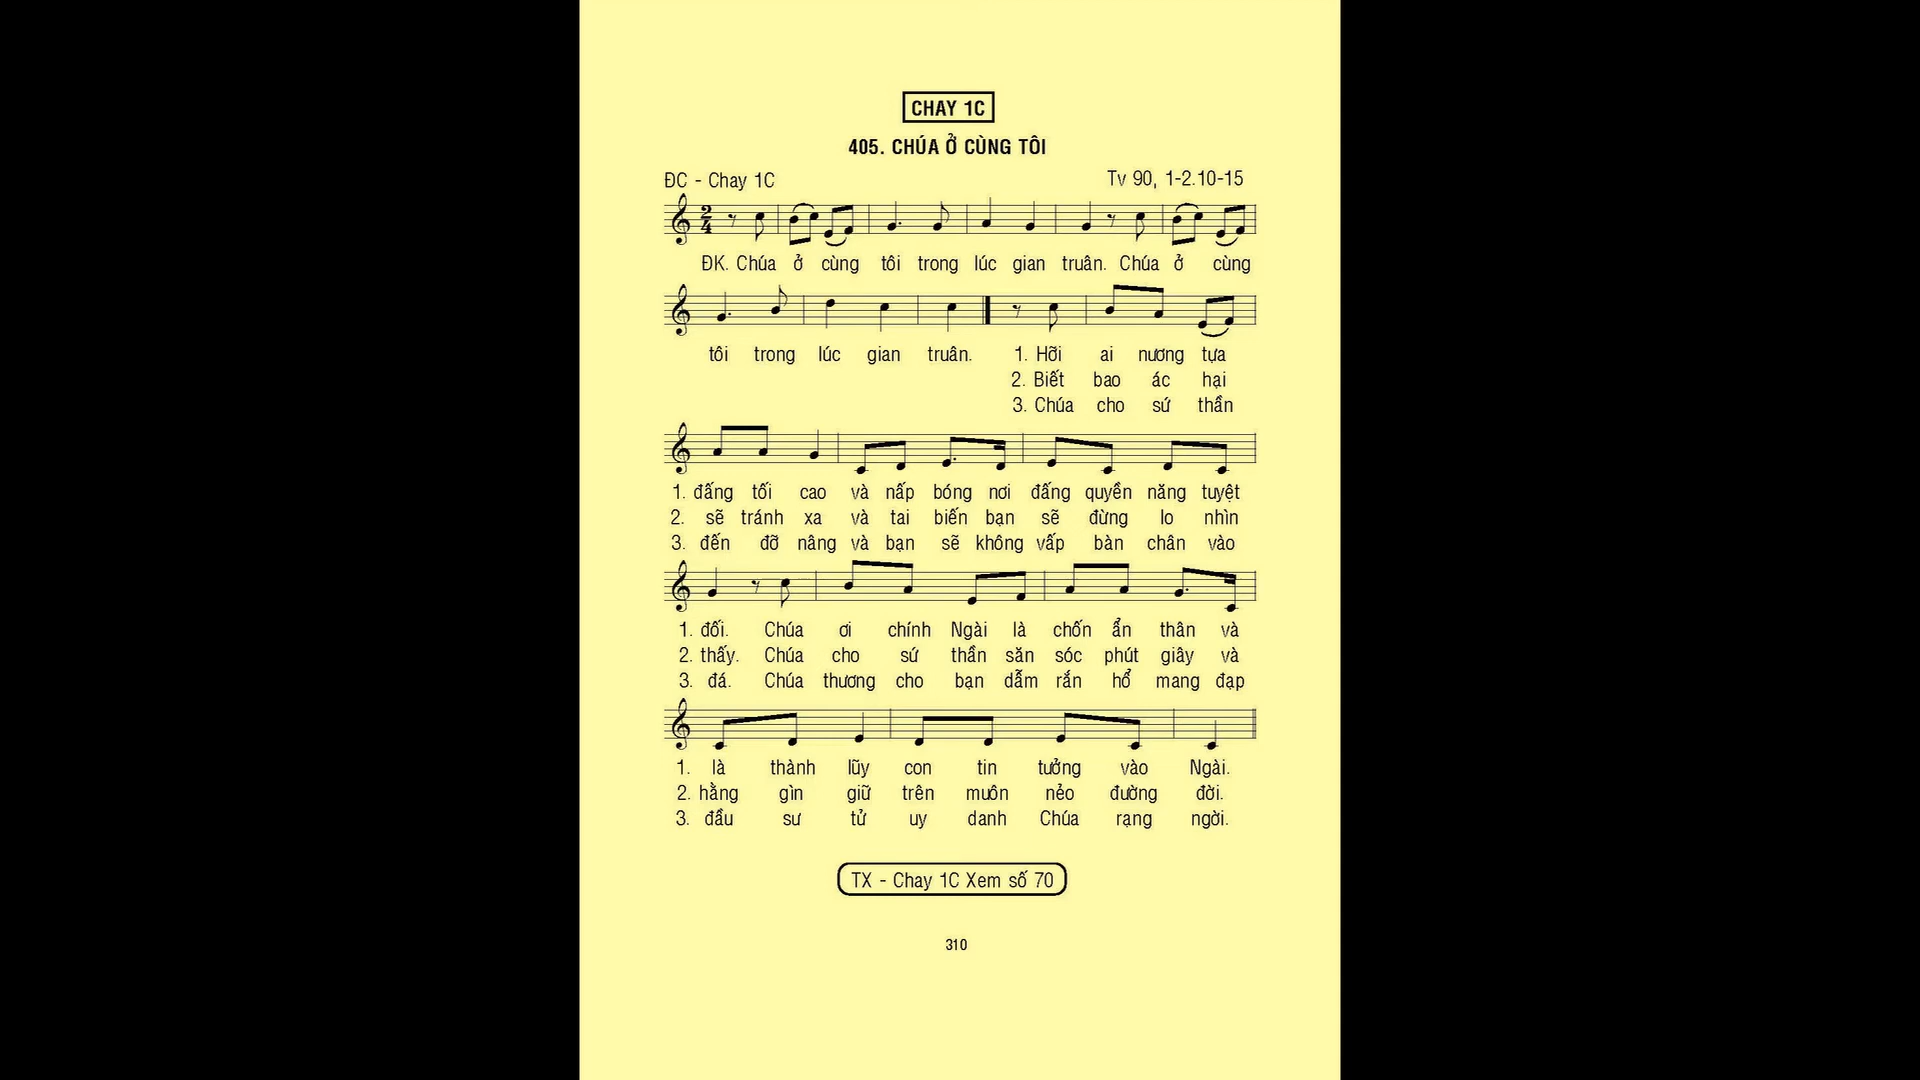 CHAY 1C
405. CHÚA Ở CÙNG TÔI
ĐC - Chay 1C
Tv 90, 1-2.10-15
ĐK. Chúa ở cùng tôi trong lúc gian truân. Chúa ở cùng
tôi trong lúc gian truân. 1. Hỡi ai nương tựa
2. Biết bao ác hại
3. Chúa cho sứ thần
1. đấng tối cao và nấp bóng nơi đấng quyền năng tuyệt
2. sẽ tránh xa và tai biến bạn sẽ đừng lo nhìn
3. đến đỡ nâng và bạn sẽ không vấp bàn chân vào
1. đối. Chúa ơi chính Ngài là chốn ẩn thân và
2. thấy. Chúa cho sứ thần săn sóc phút giây và
3. đá. Chúa thương cho bạn dẫm rắn hổ mang đạp
1. là thành lũy con tin tưởng vào Ngài.
2. hằng gìn giữ trên muôn nẻo đường đời.
3. đầu sư tử uy danh Chúa rạng ngời.
TX - Chay 1C Xem số 70
310